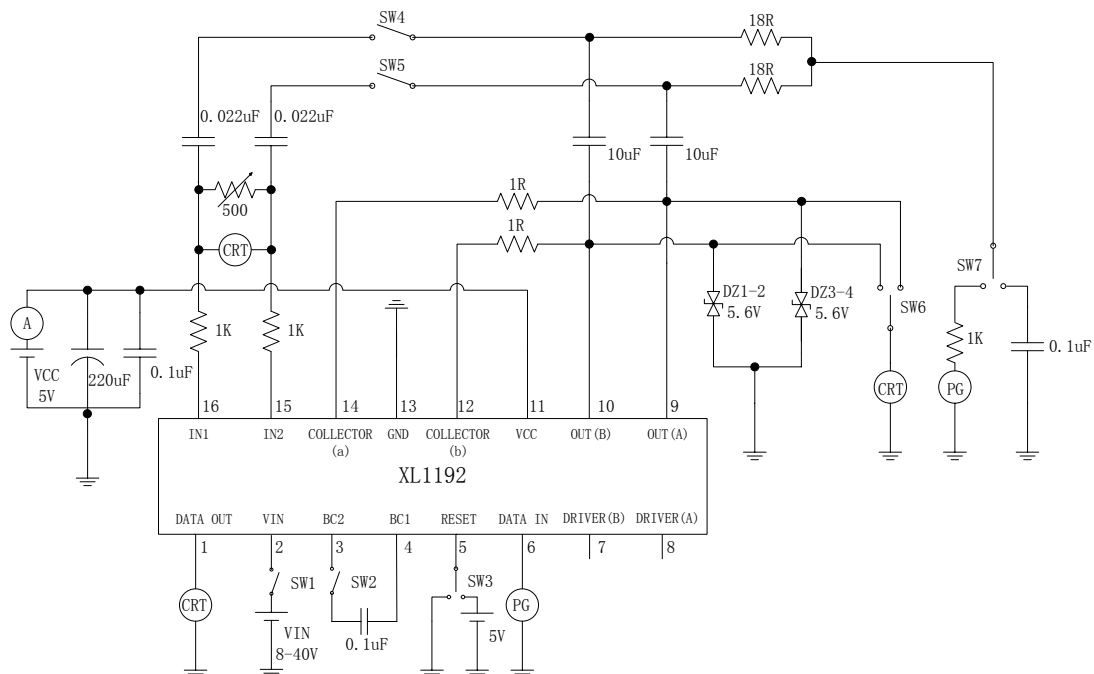 SW4
18R
SW5
18R
0.022uF
0.022uF
10uF
10uF
1R
500
1R
CRT
SW7
A
DZ1-2
5.6V
DZ3-4
5.6V
SW6
1K
1K
1K
0.1uF
VCC
5V
220uF
0.1uF
CRT
PG
16
15
14
13
12
11
10
9
IN1
IN2
COLLECTOR
(a)
GND
COLLECTOR
(b)
VCC
OUT(B)
OUT(A)
XL1192
DATA OUT
VIN
BC2
BC1
RESET
DATA IN
DRIVER(B)
DRIVER(A)
1
2
3
4
5
6
7
8
SW1
SW2
SW3
CRT
PG
VIN
8-40V
0.1uF
5V